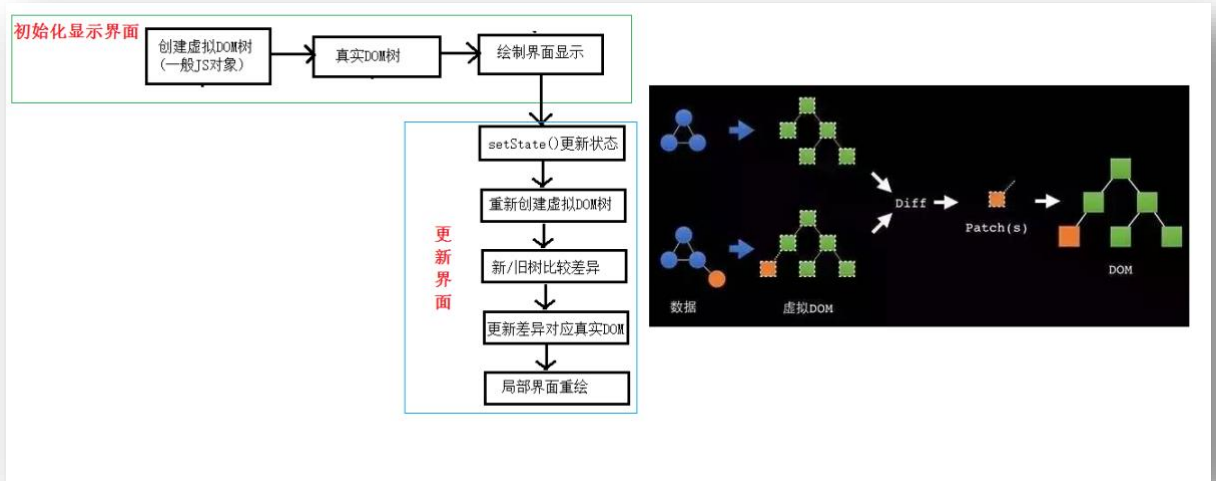 初始化显示界面
创建虚拟DOM树
(一般JS对象)
真实DOM树
绘制界面显示
setState()更新状态
重新创建虚拟DOM树
新/旧树比较差异
更新差异对应真实DOM
局部界面重绘
更
新
界
面
Diff
Patch(s)
DOM
数据
虚拟DOM